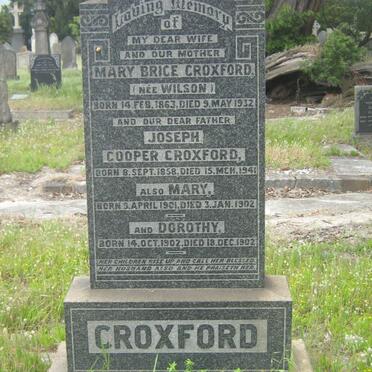 Loving Memory
of
MY DEAR WIFE
AND OUR MOTHER
MARY BRICE CROXFORD,
(NÉE WILSON)
BORN 14 FEB. 1863, DIED 9. MAY 1932
AND OUR DEAR FATHER
JOSEPH
COOPER CROXFORD,
BORN 8. SEPT. 1858, DIED 15. MCH. 1941
ALSO MARY,
BORN 5. APRIL 1901, DIED 3. JAN. 1902
AND DOROTHY,
BORN 14. OCT. 1902, DIED 18. DEC. 1902
HER CHILDREN RISE UP AND CALL HER BLESSED,
HER HUSBAND ALSO AND HE PRAISETH HER.
CROXFORD